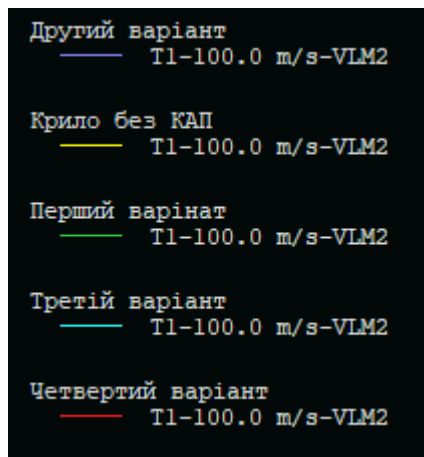 Другий варіант
T1-100.0 m/s-VLM2
Крило без КАП
T1-100.0 m/s-VLM2
Перший варінат
T1-100.0 m/s-VLM2
Третій варіант
T1-100.0 m/s-VLM2
Четвертий варіант
T1-100.0 m/s-VLM2